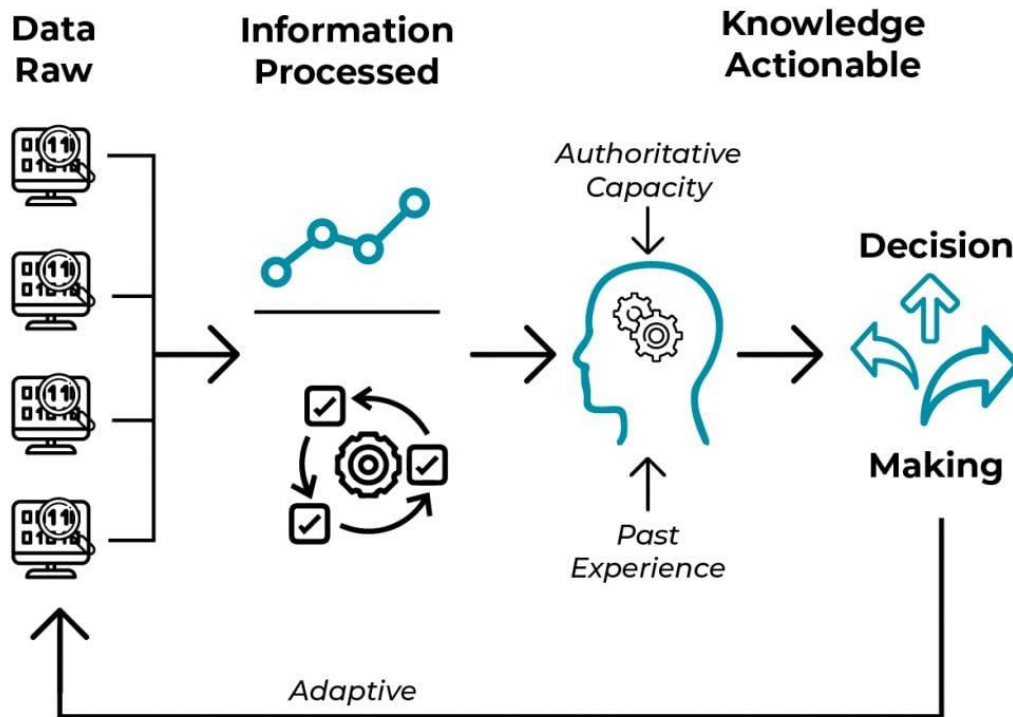 Data
Raw
Information
Processed
Knowledge
Actionable
Authoritative
Capacity
Decision
Making
Past
Experience
Adaptive